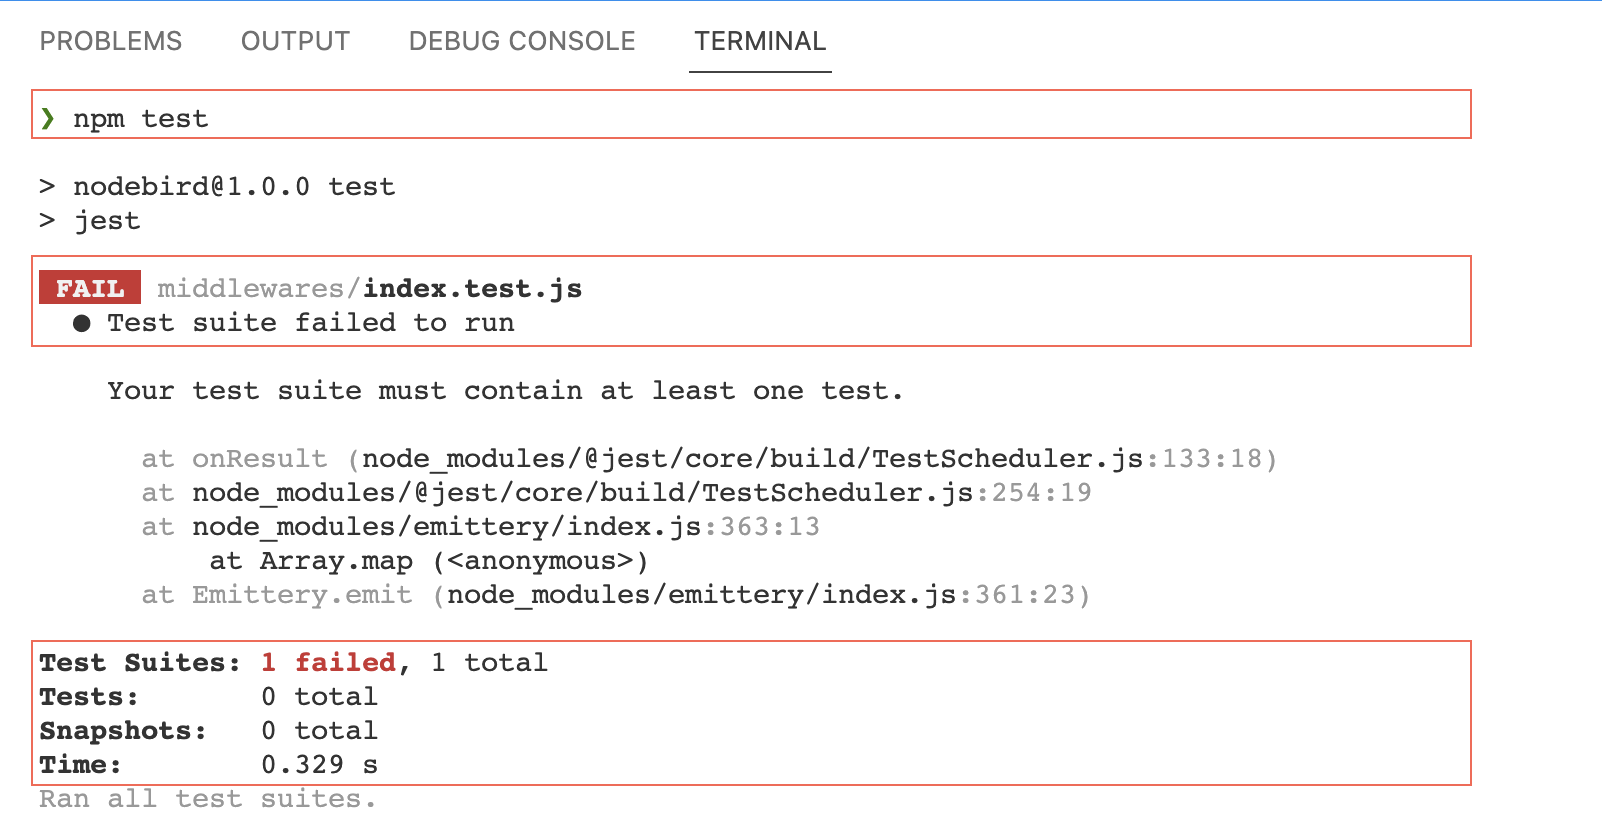 PROBLEMS OUTPUT DEBUG CONSOLE TERMINAL
❯ npm test
> nodebird@1.0.0 test
> jest
FAIL middlewares/index.test.js
● Test suite failed to run
Your test suite must contain at least one test.
at onResult (node_modules/@jest/core/build/TestScheduler.js:133:18)
at node_modules/@jest/core/build/TestScheduler.js:254:19
at node_modules/emittery/index.js:363:13
at Array.map (<anonymous>)
at Emittery.emit (node_modules/emittery/index.js:361:23)
Test Suites: 1 failed, 1 total
Tests: 0 total
Snapshots: 0 total
Time: 0.329 s
Ran all test suites.